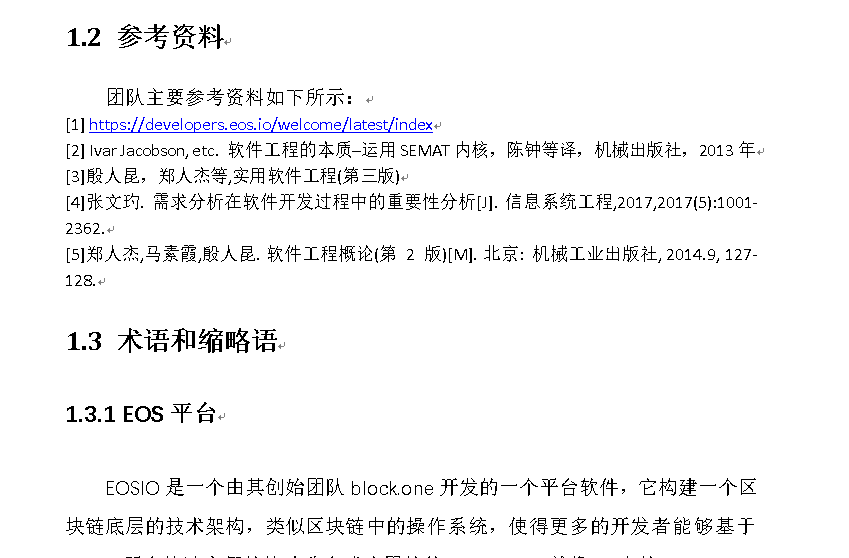 1.2 参考资料
团队主要参考资料如下所示：
[1] https://developers.eos.io/welcome/latest/index
[2] Ivar Jacobson, etc. 软件工程的本质–运用 SEMAT 内核，陈钟等译，机械出版社，2013 年
[3]殷人昆，郑人杰等,实用软件工程(第三版)
[4]张文玓. 需求分析在软件开发过程中的重要性分析[J]. 信息系统工程,2017,2017(5):1001-
2362.
[5]郑人杰,马素霞,殷人昆. 软件工程概论(第 2 版)[M]. 北京: 机械工业出版社, 2014.9, 127-
128.
1.3 术语和缩略语
1.3.1 EOS 平台
EOSIO 是一个由其创始团队 block.one 开发的一个平台软件，它构建一个区
块链底层的技术架构，类似区块链中的操作系统，使得更多的开发者能够基于